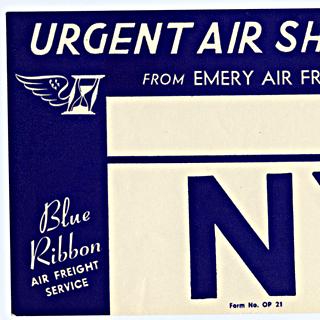 URGENT AIR SH
FROM EMERY AIR FR
NY
Blue
Ribbon
AIR FREIGHT
SERVICE
Form No. OP 21